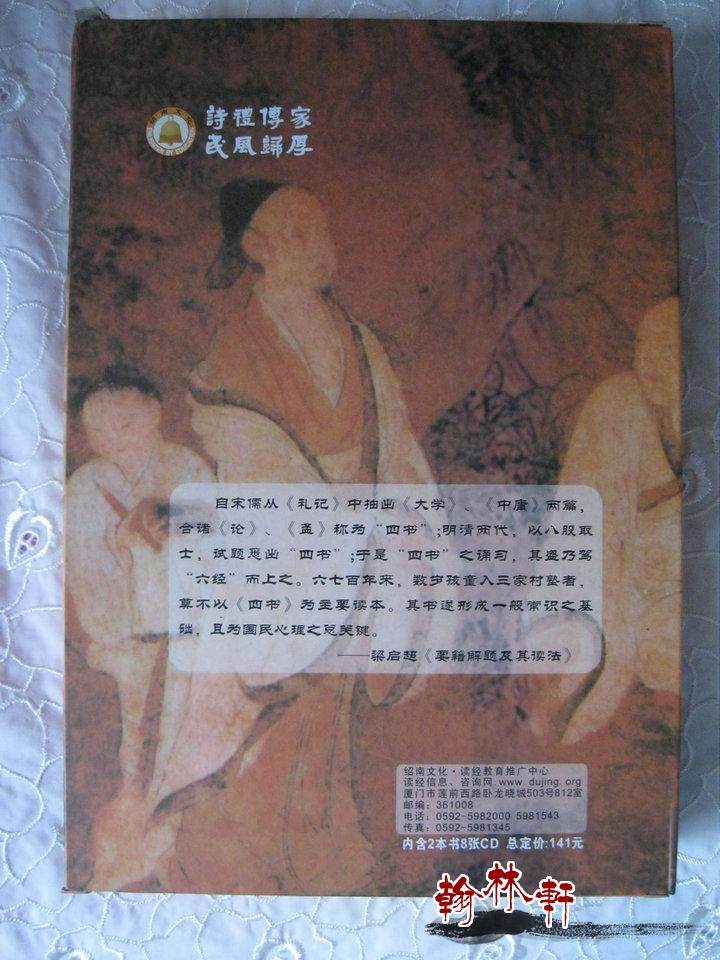 詩禮傳家
民風歸厚
自宋儒从《礼记》中抽出《大学》、《中庸》两篇，
合诸《论》、《孟》称为“四书”;明清两代，以八股取
士，试题悉出“四书”;于是“四书”之诵习，其盛乃驾
“六经”而上之。六七百年来，数岁孩童入三家村塾者，
莫不以《四书》为主要读本。其书遂形成一般常识之基
础，且为国民心理之总关键。
——梁启超《要籍解题及其读法》
绍南文化·读经教育推广中心
读经信息、咨询网:www.dujing.org
厦门市莲前西路卧龙晓城503号812室
邮编：361008
电话：0592-5982000 5981543
传真：0592-5981345
内含2本书8张CD 总定价:141元
翰林軒